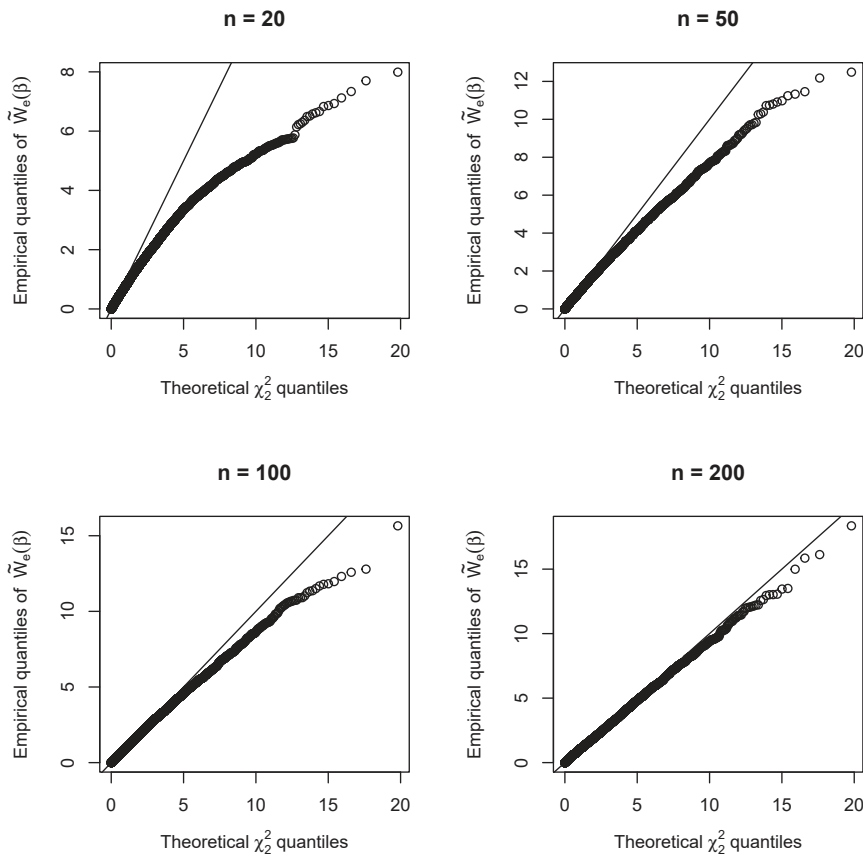 n = 20
Empirical quantiles of W̃ₑ(β)
0 2 4 6 8
0 5 10 15 20
Theoretical χ²₂ quantiles
n = 50
Empirical quantiles of W̃ₑ(β)
0 2 4 6 8 10 12
0 5 10 15 20
Theoretical χ²₂ quantiles
n = 100
Empirical quantiles of W̃ₑ(β)
0 5 10 15
0 5 10 15 20
Theoretical χ²₂ quantiles
n = 200
Empirical quantiles of W̃ₑ(β)
0 5 10 15
0 5 10 15 20
Theoretical χ²₂ quantiles